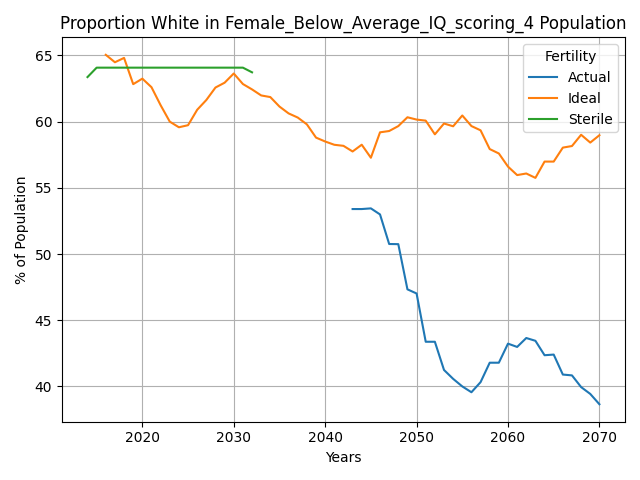 Proportion White in Female_Below_Average_IQ_scoring_4 Population
Fertility
Actual
Ideal
Sterile
% of Population
65
60
55
50
45
40
2020 2030 2040 2050 2060 2070
Years